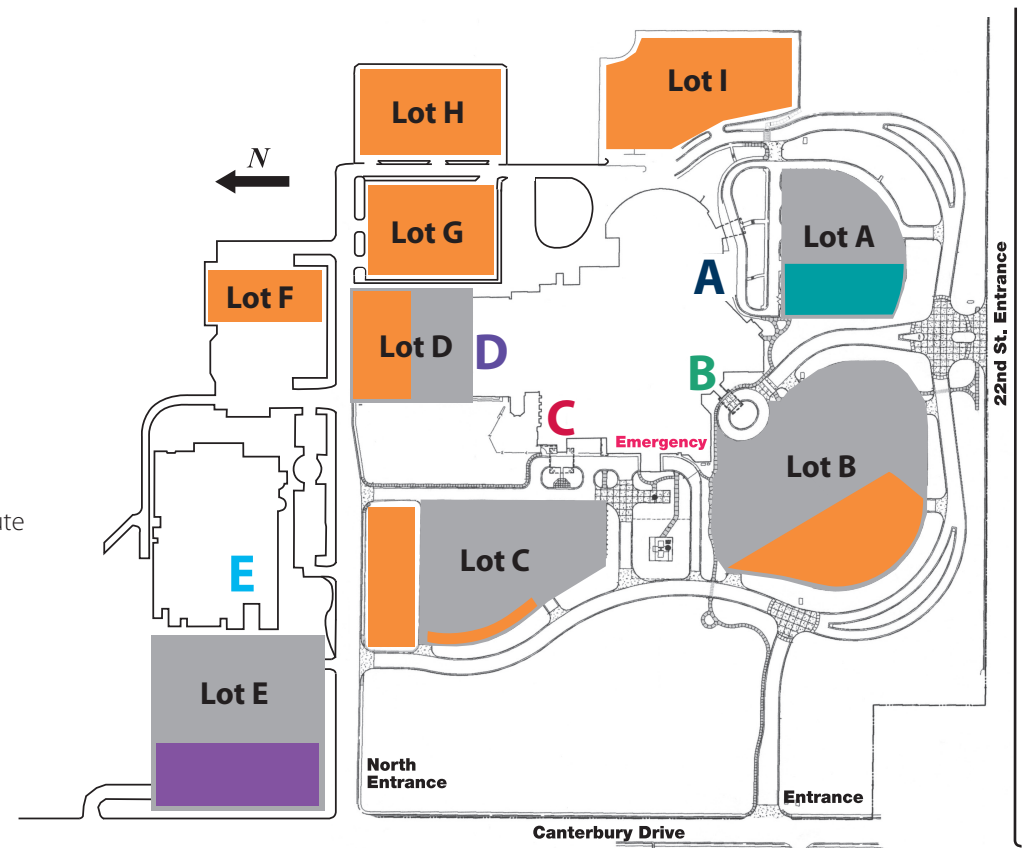 Lot I
Lot H
N
Lot G
Lot A
A
Lot F
Lot D
D
B
22nd St. Entrance
C
Emergency
Lot B
Lot C
E
Lot E
North
Entrance
Entrance
Canterbury Drive